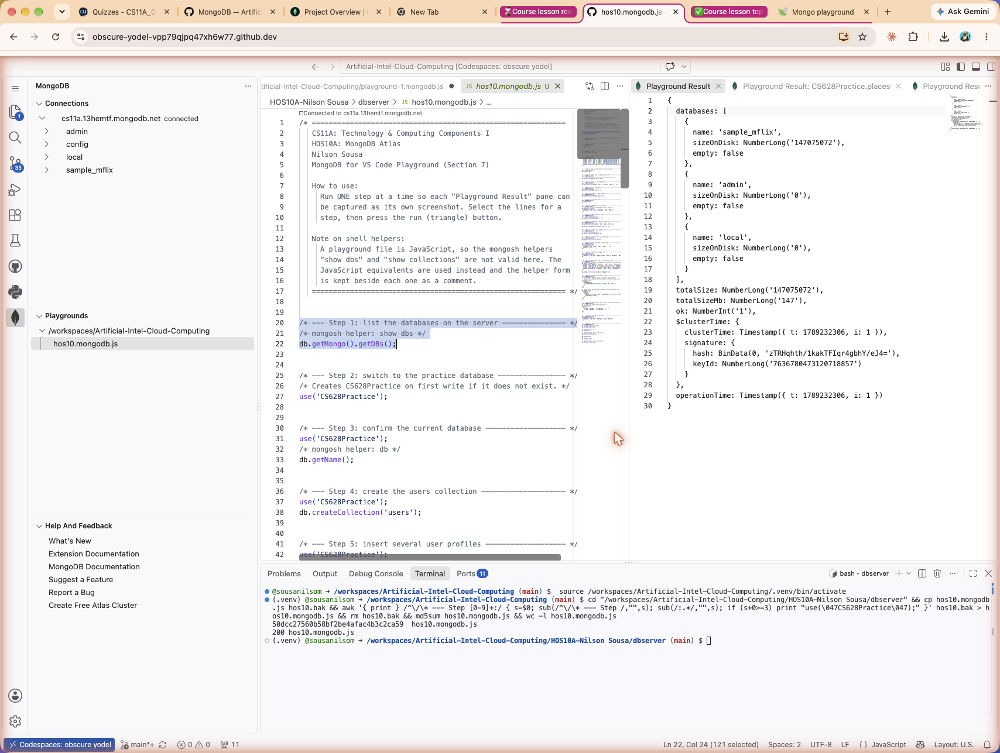 Quizzes - CS11A_0
MongoDB — Artific
Project Overview |
New Tab
⏳Course lesson rev
hos10.mongodb.js
✅Course lesson top
Mongo playground
Ask Gemini
obscure-yodel-vpp79qjpq47xh6w77.github.dev
Artificial-Intel-Cloud-Computing [Codespaces: obscure yodel]
MongoDB
Connections
cs11a.13hemtf.mongodb.net connected
admin
config
local
sample_mflix
Playgrounds
/workspaces/Artificial-Intel-Cloud-Computing
hos10.mongodb.js
Help And Feedback
What's New
Extension Documentation
MongoDB Documentation
Suggest a Feature
Report a Bug
Create Free Atlas Cluster
1
33
tificial-Intel-Cloud-Computing/playground-1.mongodb.js
JS hos10.mongodb.js U
HOS10A-Nilson Sousa > dbserver > JS hos10.mongodb.js > ...
Connected to cs11a.13hemtf.mongodb.net
1 /* ============================================================
2 CS11A: Technology & Computing Components I
3 HOS10A: MongoDB Atlas
4 Nilson Sousa
5 MongoDB for VS Code Playground (Section 7)
6
7 How to use:
8 Run ONE step at a time so each "Playground Result" pane can
9 be captured as its own screenshot. Select the lines for a
10 step, then press the run (triangle) button.
11
12 Note on shell helpers:
13 A playground file is JavaScript, so the mongosh helpers
14 "show dbs" and "show collections" are not valid here. The
15 JavaScript equivalents are used instead and the helper form
16 is kept beside each one as a comment.
17 ============================================================ */
18
19
20 /* --- Step 1: list the databases on the server --------------- */
21 /* mongosh helper: show dbs */
22 db.getMongo().getDBs();
23
24
25 /* --- Step 2: switch to the practice database ---------------- */
26 /* Creates CS628Practice on first write if it does not exist. */
27 use('CS628Practice');
28
29
30 /* --- Step 3: confirm the current database ------------------- */
31 use('CS628Practice');
32 /* mongosh helper: db */
33 db.getName();
34
35
36 /* --- Step 4: create the users collection -------------------- */
37 use('CS628Practice');
38 db.createCollection('users');
39
40
41 /* --- Step 5: insert several user profiles ------------------- */
42 use('CS628Practice');
Playground Result
Playground Result: CS628Practice.places
Playground Resu
1 {
2 databases: [
3 {
4 name: 'sample_mflix',
5 sizeOnDisk: NumberLong('147075072'),
6 empty: false
7 },
8 {
9 name: 'admin',
10 sizeOnDisk: NumberLong('0'),
11 empty: false
12 },
13 {
14 name: 'local',
15 sizeOnDisk: NumberLong('0'),
16 empty: false
17 }
18 ],
19 totalSize: NumberLong('147075072'),
20 totalSizeMb: NumberLong('147'),
21 ok: NumberInt('1'),
22 $clusterTime: {
23 clusterTime: Timestamp({ t: 1789232306, i: 1 }),
24 signature: {
25 hash: BinData(0, 'zTRHqhth/1kakTFIqr4gbhY/eJ4='),
26 keyId: NumberLong('7636780473120718857')
27 }
28 },
29 operationTime: Timestamp({ t: 1789232306, i: 1 })
30 }
Problems Output Debug Console Terminal Ports 11
bash - dbserver
@sousanilsom → /workspaces/Artificial-Intel-Cloud-Computing (main) $ source /workspaces/Artificial-Intel-Cloud-Computing/.venv/bin/activate
(.venv) @sousanilsom → /workspaces/Artificial-Intel-Cloud-Computing (main) $ cd "/workspaces/Artificial-Intel-Cloud-Computing/HOS10A-Nilson Sousa/dbserver" && cp hos10.mongodb
.js hos10.bak && awk '{ print } /^\/\* --- Step [0-9]+:/ { s=$0; sub(/^\/\* --- Step /,"",s); sub(/:.*/,"",s); if (s+0>=3) print "use(\047CS628Practice\047);" }' hos10.bak > h
os10.mongodb.js && rm hos10.bak && md5sum hos10.mongodb.js && wc -l hos10.mongodb.js
50dcc27560b58bf2be4afac4b3c2ca59 hos10.mongodb.js
200 hos10.mongodb.js
(.venv) @sousanilsom → /workspaces/Artificial-Intel-Cloud-Computing/HOS10A-Nilson Sousa/dbserver (main) $
Codespaces: obscure yodel main*+ 0 0 11
Ln 22, Col 24 (121 selected) Spaces: 2 UTF-8 LF { } JavaScript Layout: U.S.